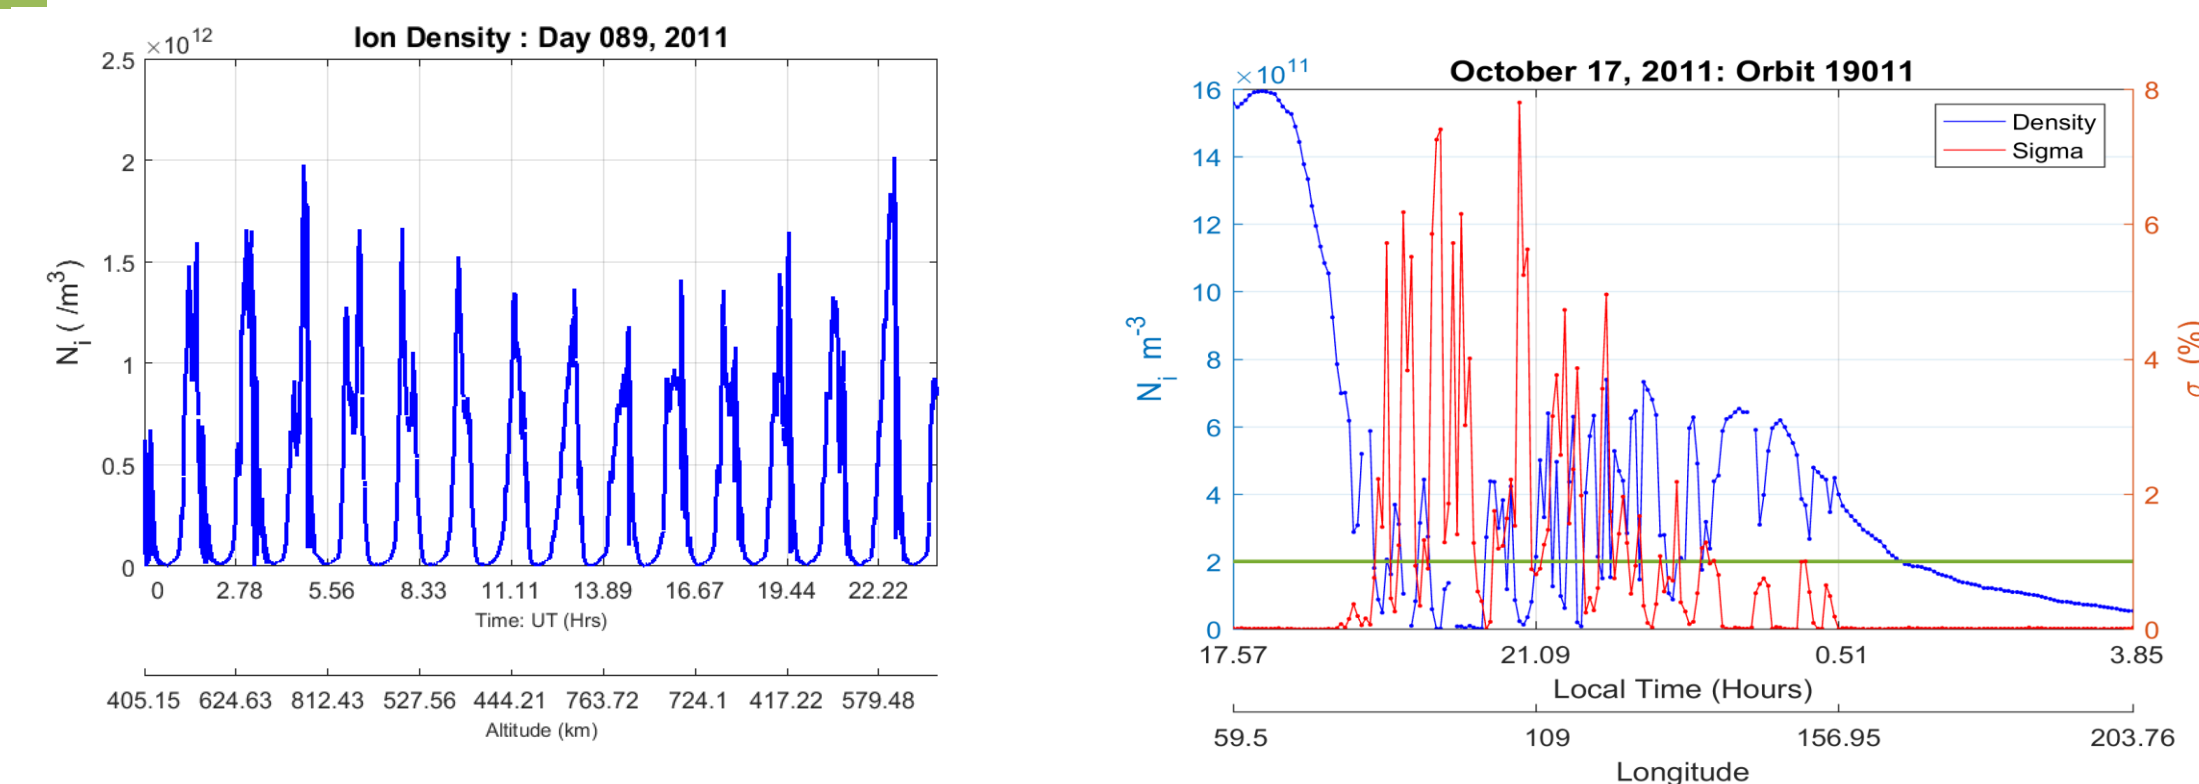 Ion Density : Day 089, 2011
×10^12
2.5
2
1.5
1
0.5
0
N_i ( /m^3)
0 2.78 5.56 8.33 11.11 13.89 16.67 19.44 22.22
Time: UT (Hrs)
405.15 624.63 812.43 527.56 444.21 763.72 724.1 417.22 579.48
Altitude (km)
October 17, 2011: Orbit 19011
×10^11
16
14
12
10
8
6
4
2
0
N_i m^-3
Density
Sigma
8
6
4
2
0
σ (%)
17.57 21.09 0.51 3.85
Local Time (Hours)
59.5 109 156.95 203.76
Longitude